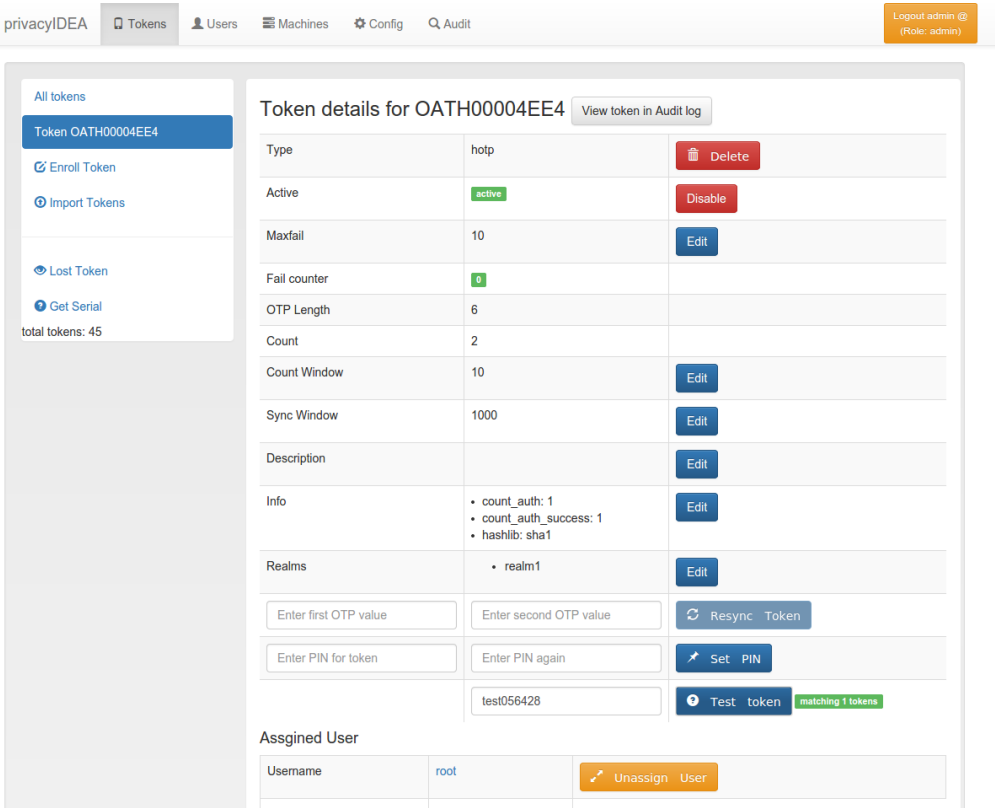 privacyIDEA Tokens Users Machines Config Audit Logout admin @
(Role: admin)
All tokens
Token OATH00004EE4
Enroll Token
Import Tokens
Lost Token
Get Serial
total tokens: 45
Token details for OATH00004EE4 View token in Audit log
Type hotp Delete
Active active Disable
Maxfail 10 Edit
Fail counter 0
OTP Length 6
Count 2
Count Window 10 Edit
Sync Window 1000 Edit
Description Edit
Info count_auth: 1 Edit
count_auth_success: 1
hashlib: sha1
Realms realm1 Edit
Enter first OTP value Enter second OTP value Resync Token
Enter PIN for token Enter PIN again Set PIN
test056428 Test token matching 1 tokens
Assgined User
Username root Unassign User